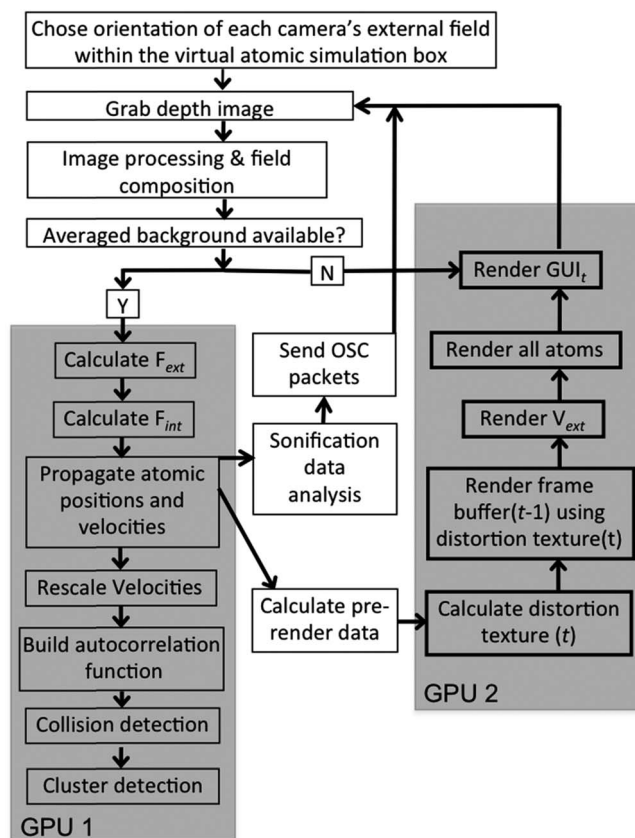 Chose orientation of each camera's external field
within the virtual atomic simulation box
Grab depth image
Image processing & field
composition
Averaged background available?
N
Y
Calculate Fext
Calculate Fint
Propagate atomic
positions and
velocities
Rescale Velocities
Build autocorrelation
function
Collision detection
Cluster detection
GPU 1
Send OSC
packets
Sonification
data
analysis
Calculate pre-
render data
Render GUIt
Render all atoms
Render Vext
Render frame
buffer(t-1) using
distortion texture(t)
Calculate distortion
texture (t)
GPU 2